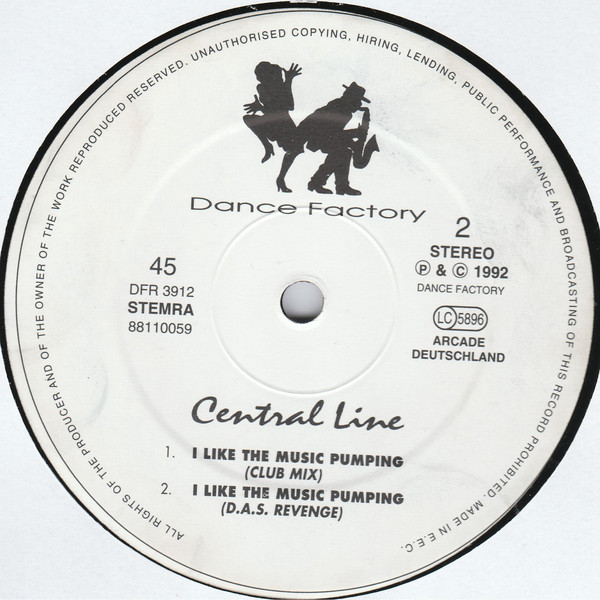 ALL RIGHTS OF THE PRODUCER AND OF THE OWNER OF THE WORK REPRODUCED RESERVED. UNAUTHORISED COPYING, HIRING, LENDING, PUBLIC PERFORMANCE AND BROADCASTING OF THIS RECORD PROHIBITED. MADE IN E.E.C.
Dance Factory
45
DFR 3912
STEMRA
88110059
2
STEREO
Ⓟ & © 1992
DANCE FACTORY
LC 5896
ARCADE
DEUTSCHLAND
Central Line
1. I LIKE THE MUSIC PUMPING
(CLUB MIX)
2. I LIKE THE MUSIC PUMPING
(D.A.S. REVENGE)